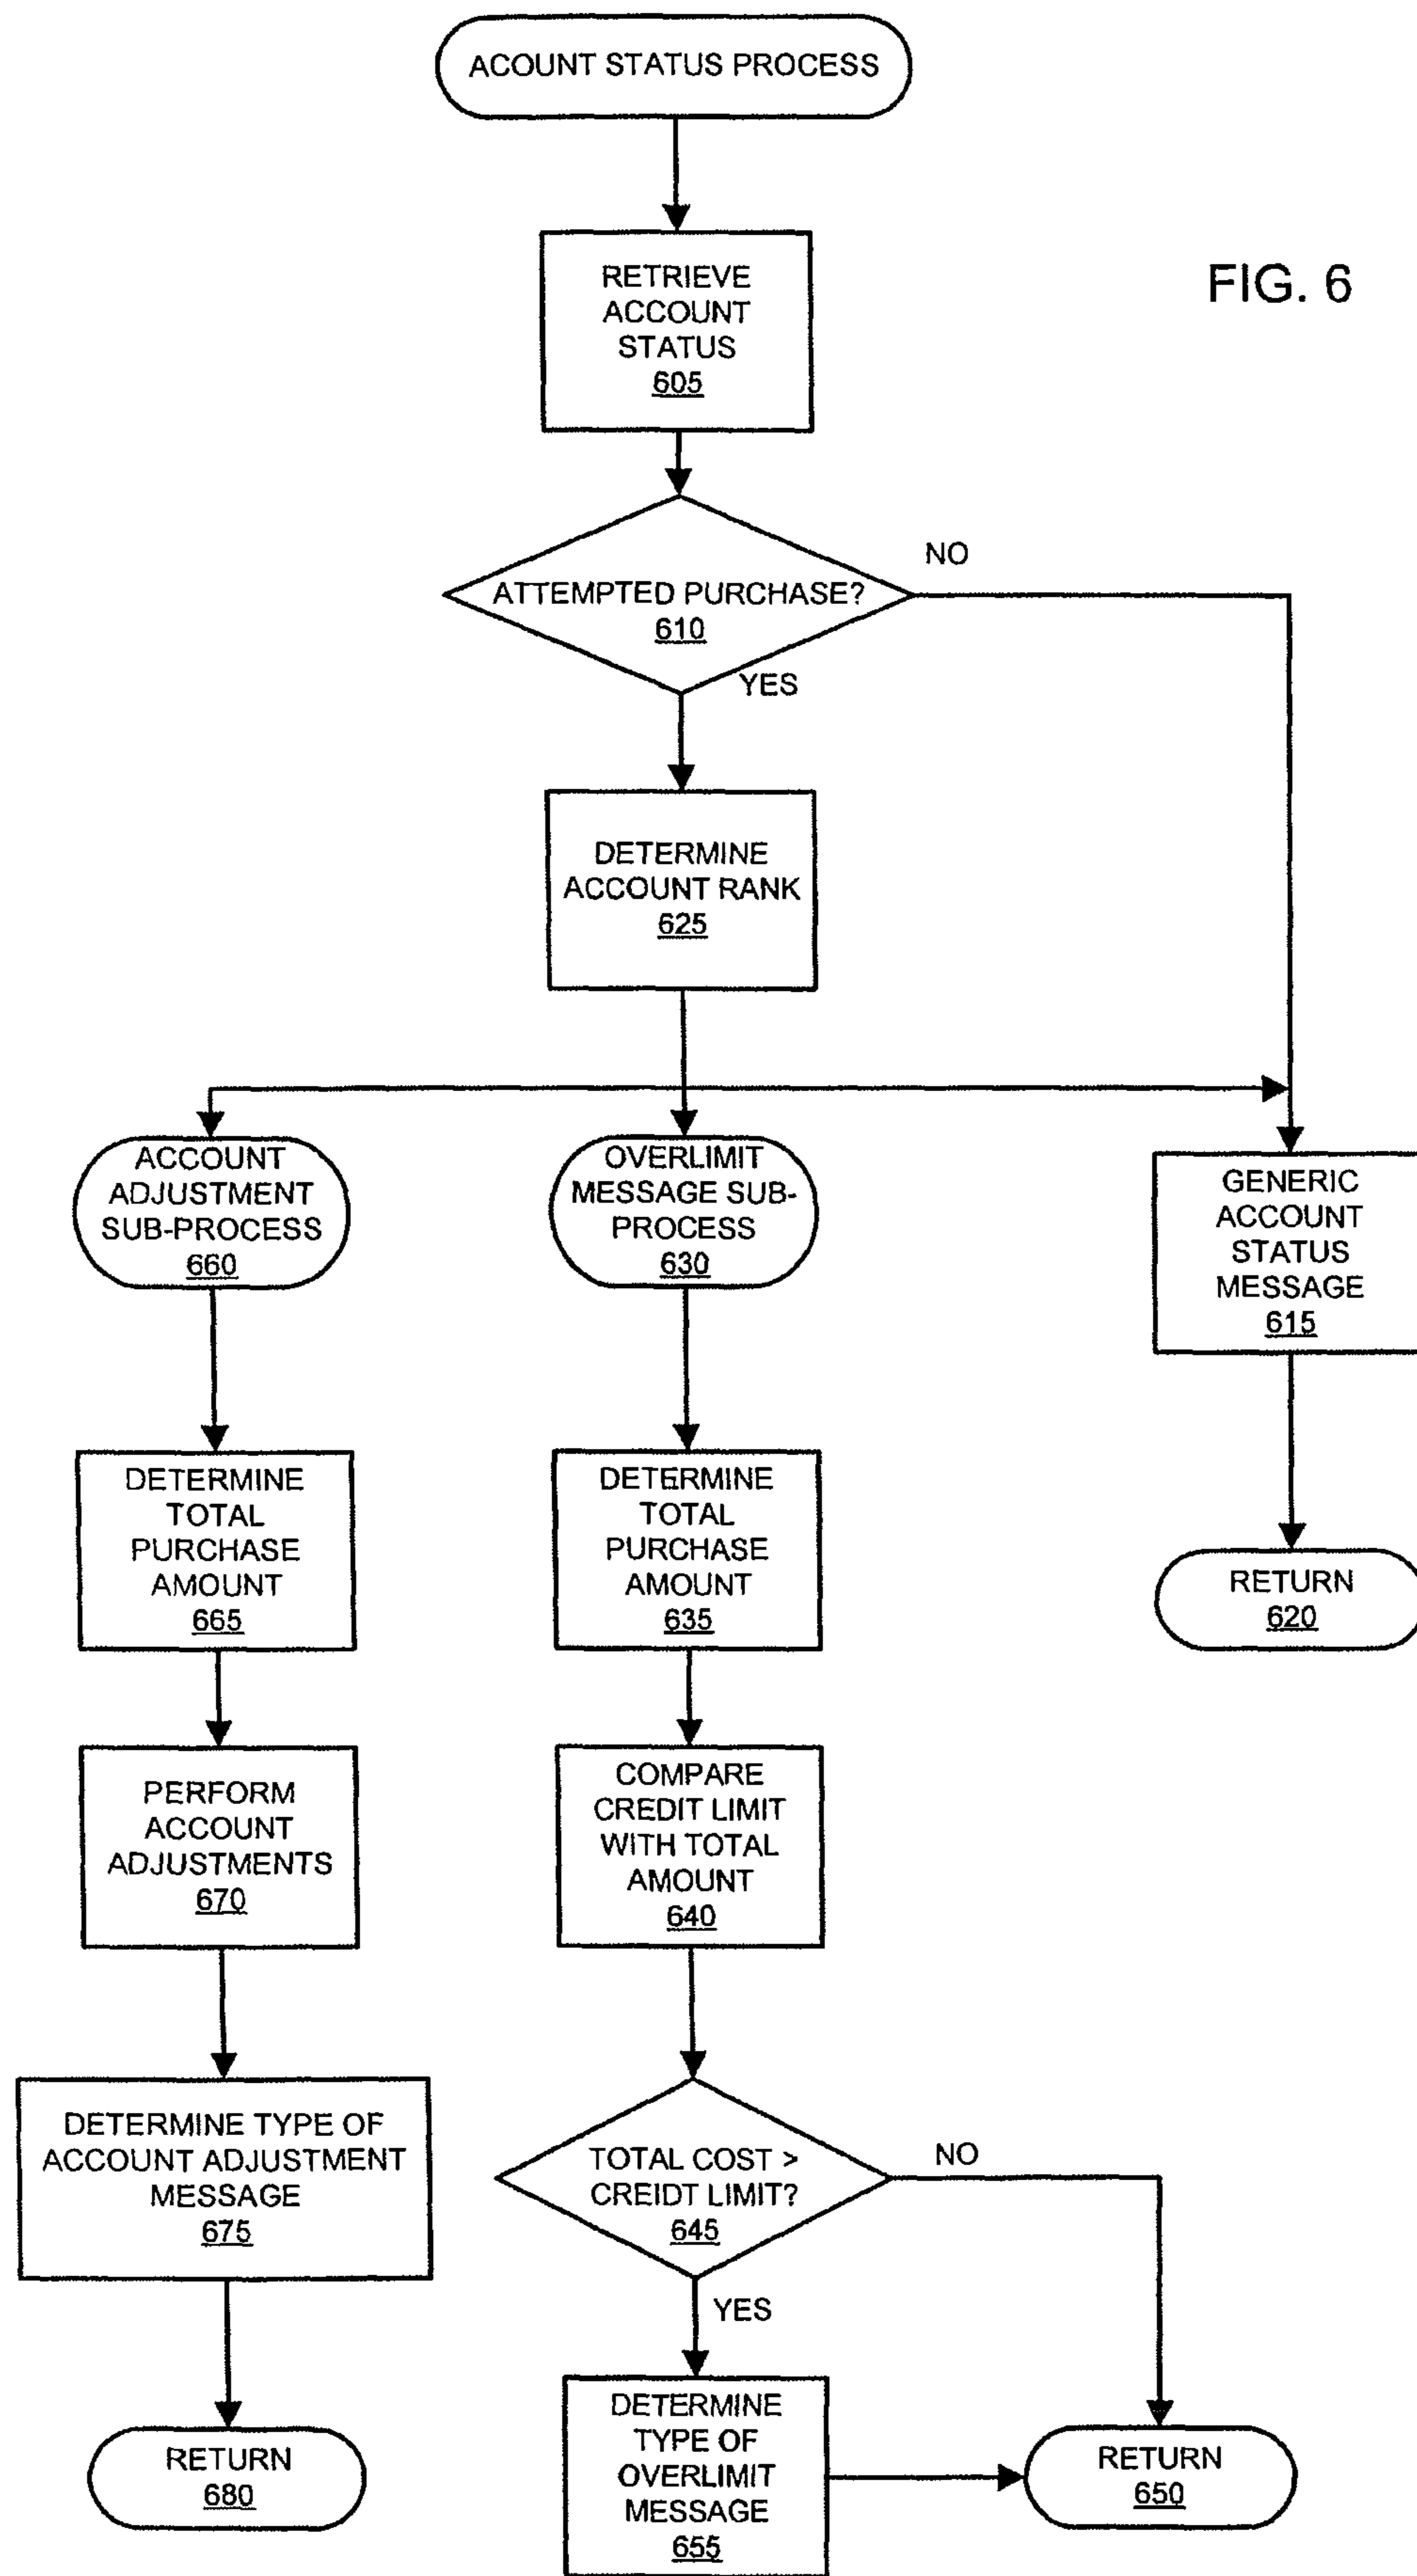 ACOUNT STATUS PROCESS
FIG. 6
RETRIEVE
ACCOUNT
STATUS
605
ATTEMPTED PURCHASE?
610
NO
YES
DETERMINE
ACCOUNT RANK
625
ACCOUNT
ADJUSTMENT
SUB-PROCESS
660
OVERLIMIT
MESSAGE SUB-
PROCESS
630
GENERIC
ACCOUNT
STATUS
MESSAGE
615
DETERMINE
TOTAL
PURCHASE
AMOUNT
665
DETERMINE
TOTAL
PURCHASE
AMOUNT
635
RETURN
620
PERFORM
ACCOUNT
ADJUSTMENTS
670
COMPARE
CREDIT LIMIT
WITH TOTAL
AMOUNT
640
DETERMINE TYPE OF
ACCOUNT ADJUSTMENT
MESSAGE
675
TOTAL COST >
CREIDT LIMIT?
645
NO
YES
RETURN
680
DETERMINE
TYPE OF
OVERLIMIT
MESSAGE
655
RETURN
650